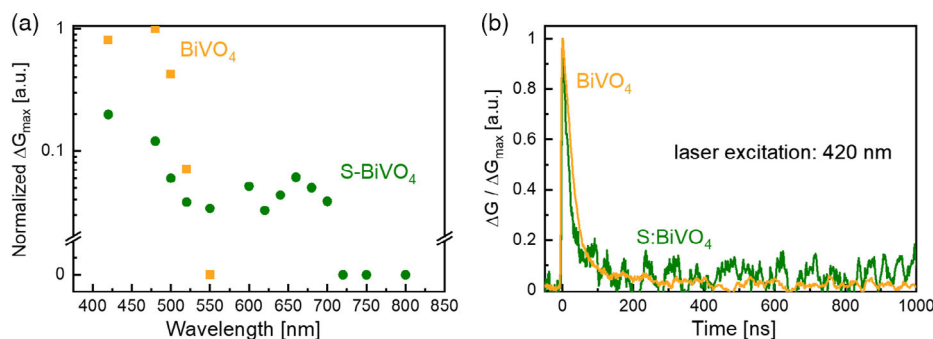 (a)
1
BiVO₄
Normalized ΔGmax [a.u.]
0.1
S-BiVO₄
0
400 450 500 550 600 650 700 750 800 850
Wavelength [nm]
(b)
1
BiVO₄
0.8
ΔG / ΔGmax [a.u.]
0.6
laser excitation: 420 nm
0.4
0.2
S:BiVO₄
0
0 200 400 600 800 1000
Time [ns]